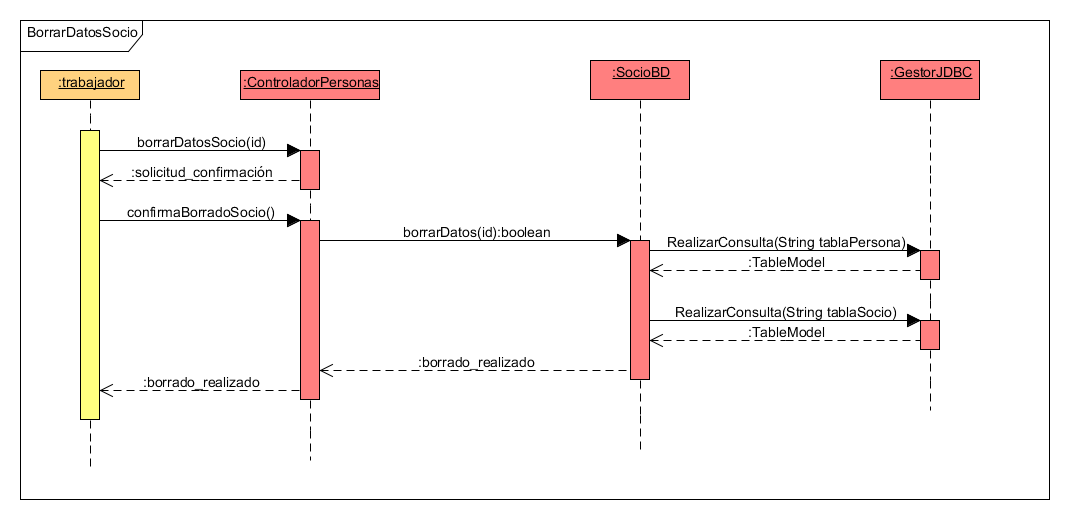 BorrarDatosSocio
:trabajador
:ControladorPersonas
:SocioBD
:GestorJDBC
borrarDatosSocio(id)
:solicitud_confirmación
confirmaBorradoSocio()
borrarDatos(id):boolean
RealizarConsulta(String tablaPersona)
:TableModel
RealizarConsulta(String tablaSocio)
:TableModel
:borrado_realizado
:borrado_realizado